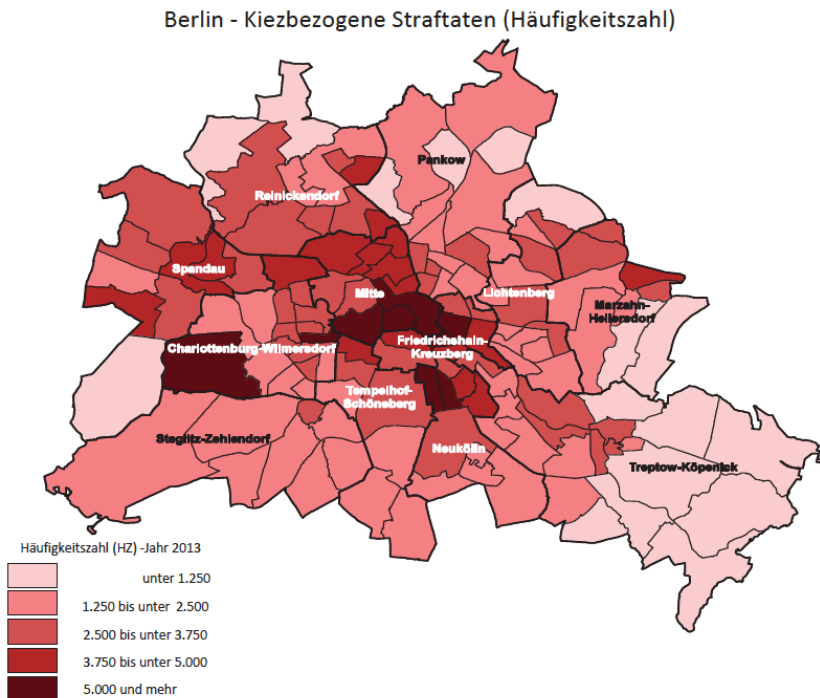 Berlin - Kiezbezogene Straftaten (Häufigkeitszahl)
Pankow
Reinickendorf
Spandau
Mitte
Lichtenberg
Marzahn-
Hellersdorf
Charlottenburg-Wilmersdorf
Friedrichshain-
Kreuzberg
Tempelhof-
Schöneberg
Steglitz-Zehlendorf
Neukölln
Treptow-Köpenick
Häufigkeitszahl (HZ) -Jahr 2013
unter 1.250
1.250 bis unter 2.500
2.500 bis unter 3.750
3.750 bis unter 5.000
5.000 und mehr